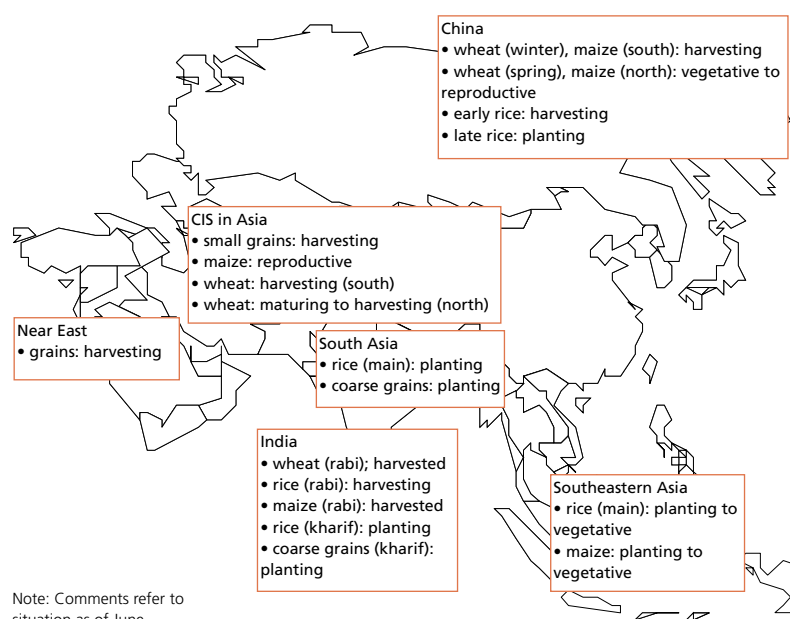 China
• wheat (winter), maize (south): harvesting
• wheat (spring), maize (north): vegetative to
reproductive
• early rice: harvesting
• late rice: planting
CIS in Asia
• small grains: harvesting
• maize: reproductive
• wheat: harvesting (south)
• wheat: maturing to harvesting (north)
Near East
• grains: harvesting
South Asia
• rice (main): planting
• coarse grains: planting
India
• wheat (rabi); harvested
• rice (rabi): harvesting
• maize (rabi): harvested
• rice (kharif): planting
• coarse grains (kharif):
planting
Southeastern Asia
• rice (main): planting to
vegetative
• maize: planting to
vegetative
Note: Comments refer to
situation as of June